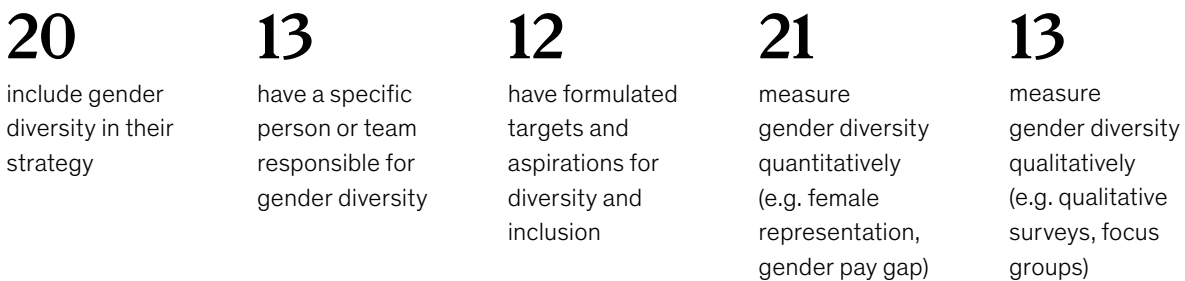 20
include gender
diversity in their
strategy
13
have a specific
person or team
responsible for
gender diversity
12
have formulated
targets and
aspirations for
diversity and
inclusion
21
measure
gender diversity
quantitatively
(e.g. female
representation,
gender pay gap)
13
measure
gender diversity
qualitatively
(e.g. qualitative
surveys, focus
groups)